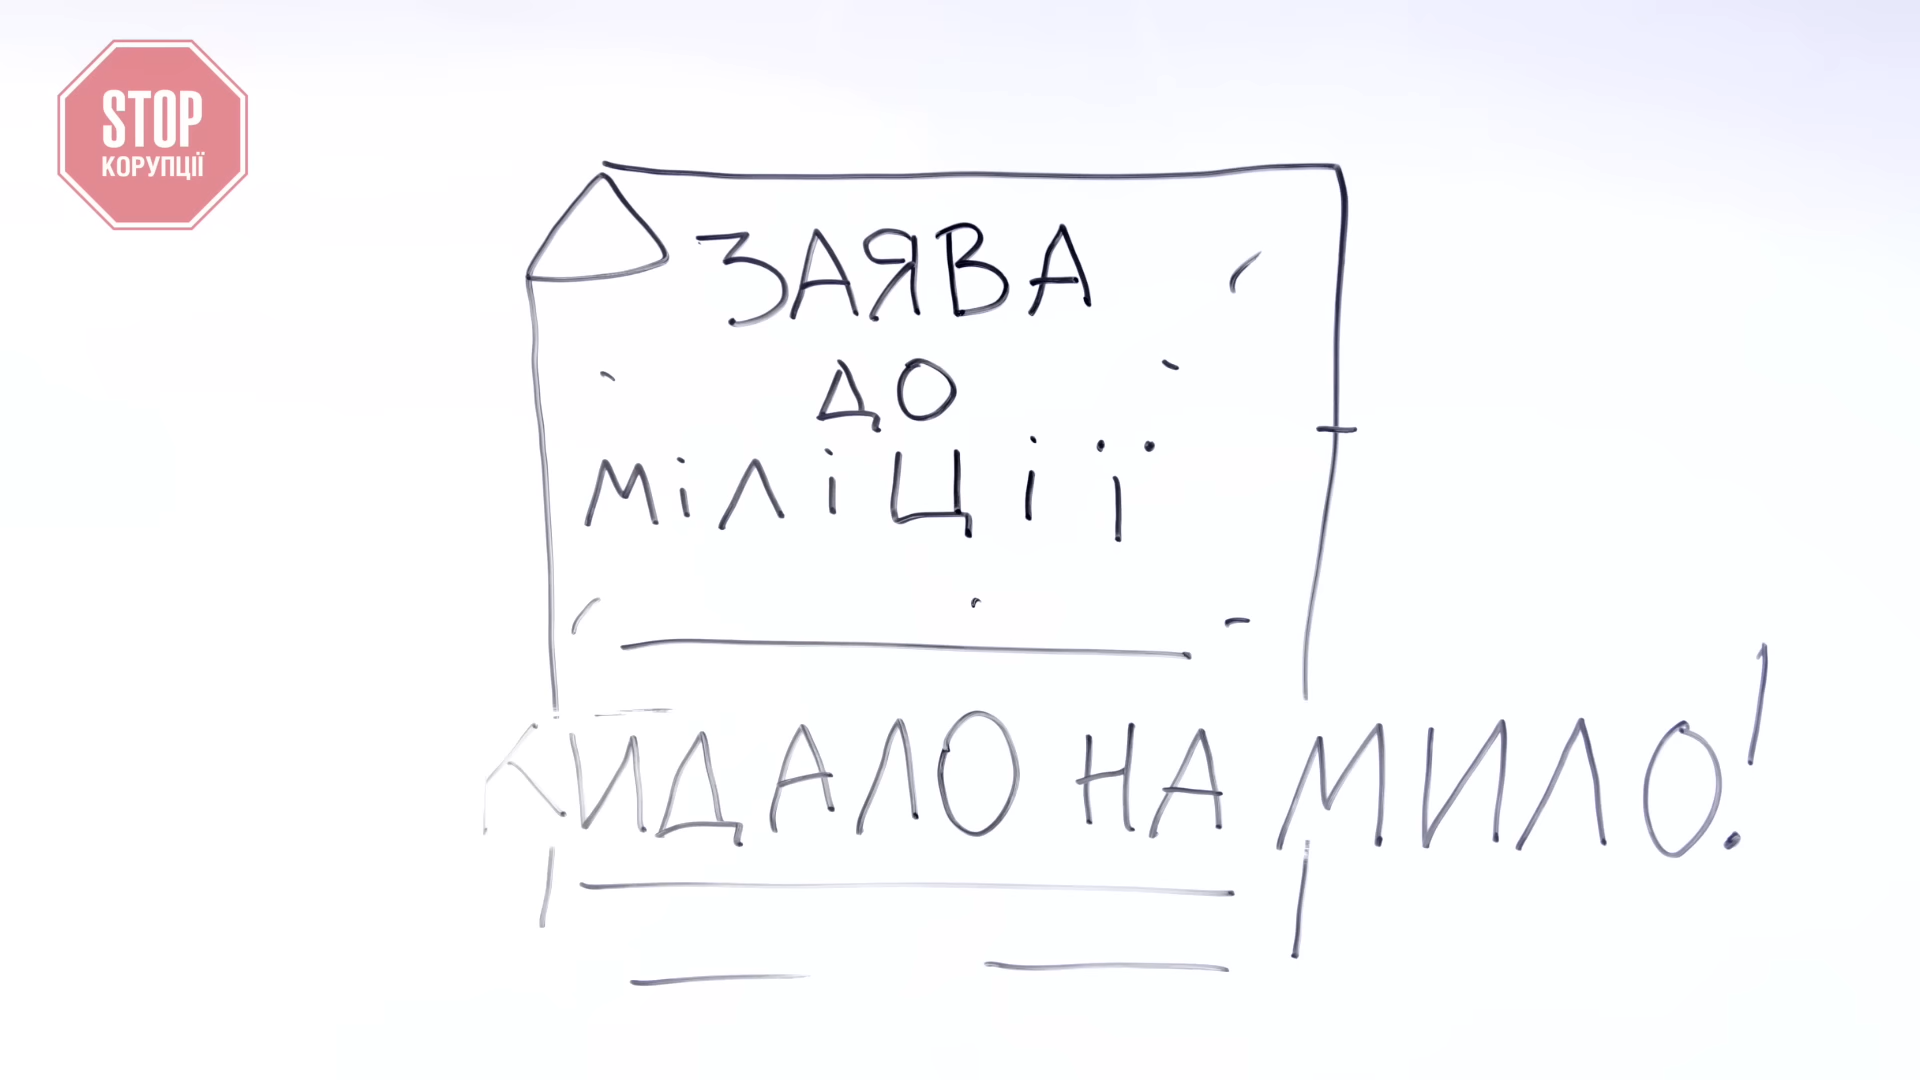 STOP
КОРУПЦІЇ
ЗАЯВА
ДО
МІЛІЦІЇ
КИДАЛО НА МИЛО!